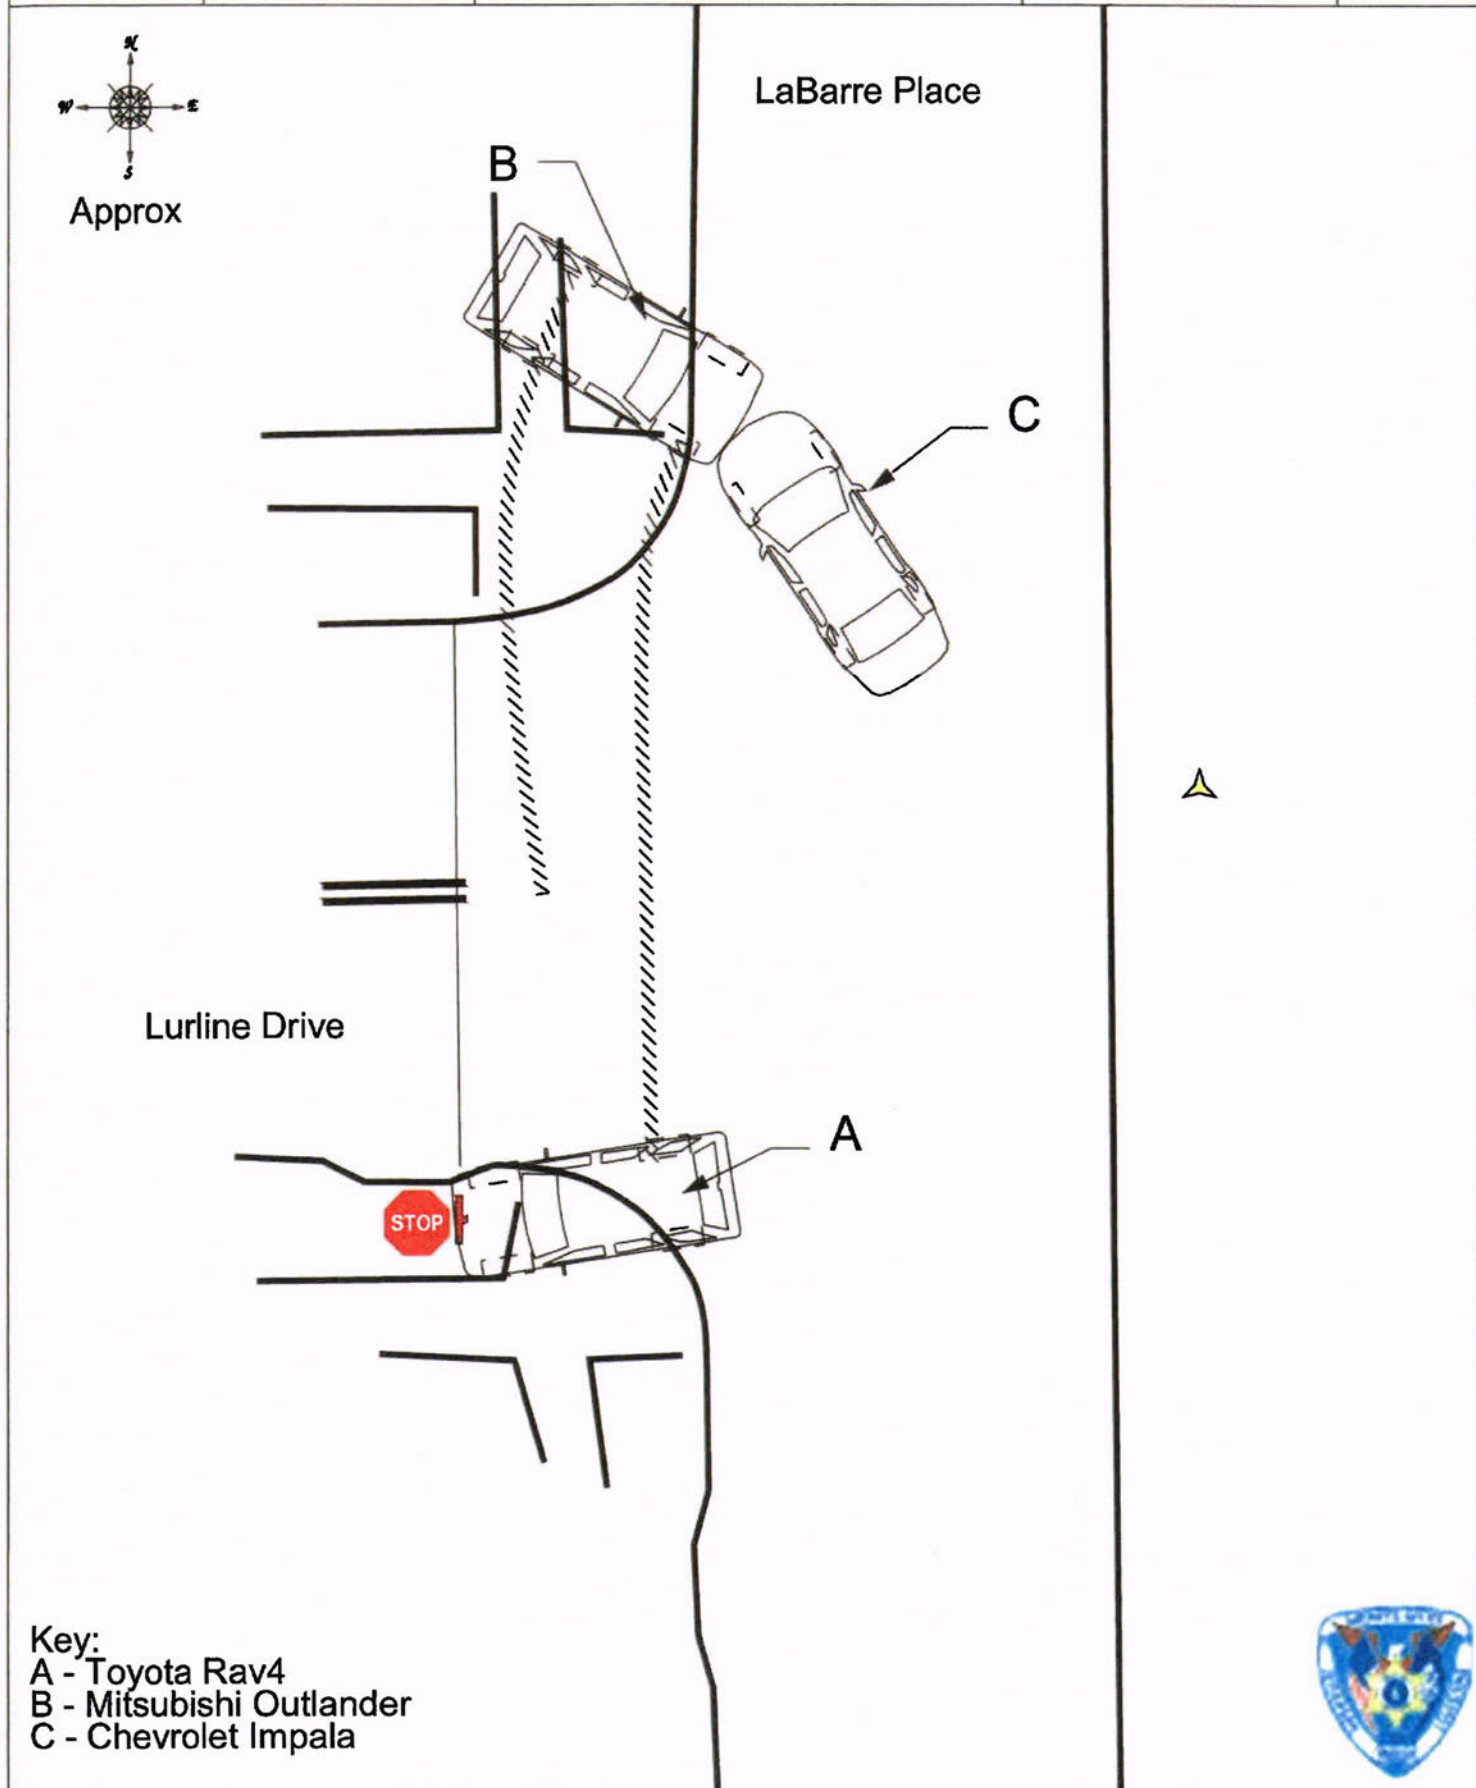 N
W E
S
Approx
LaBarre Place
B
C
Lurline Drive
A
STOP
Key:
A - Toyota Rav4
B - Mitsubishi Outlander
C - Chevrolet Impala